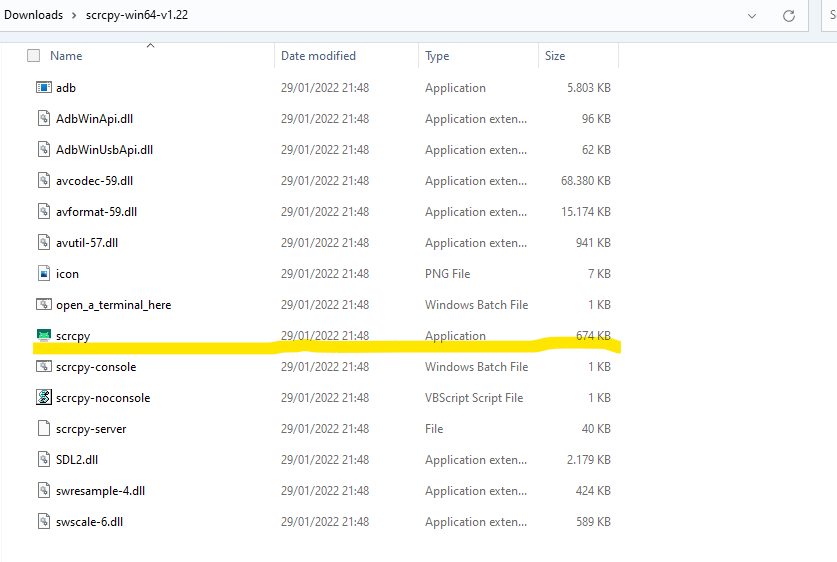 Downloads > scrcpy-win64-v1.22 S
Name Date modified Type Size
adb 29/01/2022 21:48 Application 5.803 KB
AdbWinApi.dll 29/01/2022 21:48 Application exten... 96 KB
AdbWinUsbApi.dll 29/01/2022 21:48 Application exten... 62 KB
avcodec-59.dll 29/01/2022 21:48 Application exten... 68.380 KB
avformat-59.dll 29/01/2022 21:48 Application exten... 15.174 KB
avutil-57.dll 29/01/2022 21:48 Application exten... 941 KB
icon 29/01/2022 21:48 PNG File 7 KB
open_a_terminal_here 29/01/2022 21:48 Windows Batch File 1 KB
scrcpy 29/01/2022 21:48 Application 674 KB
scrcpy-console 29/01/2022 21:48 Windows Batch File 1 KB
scrcpy-noconsole 29/01/2022 21:48 VBScript Script File 1 KB
scrcpy-server 29/01/2022 21:48 File 40 KB
SDL2.dll 29/01/2022 21:48 Application exten... 2.179 KB
swresample-4.dll 29/01/2022 21:48 Application exten... 424 KB
swscale-6.dll 29/01/2022 21:48 Application exten... 589 KB